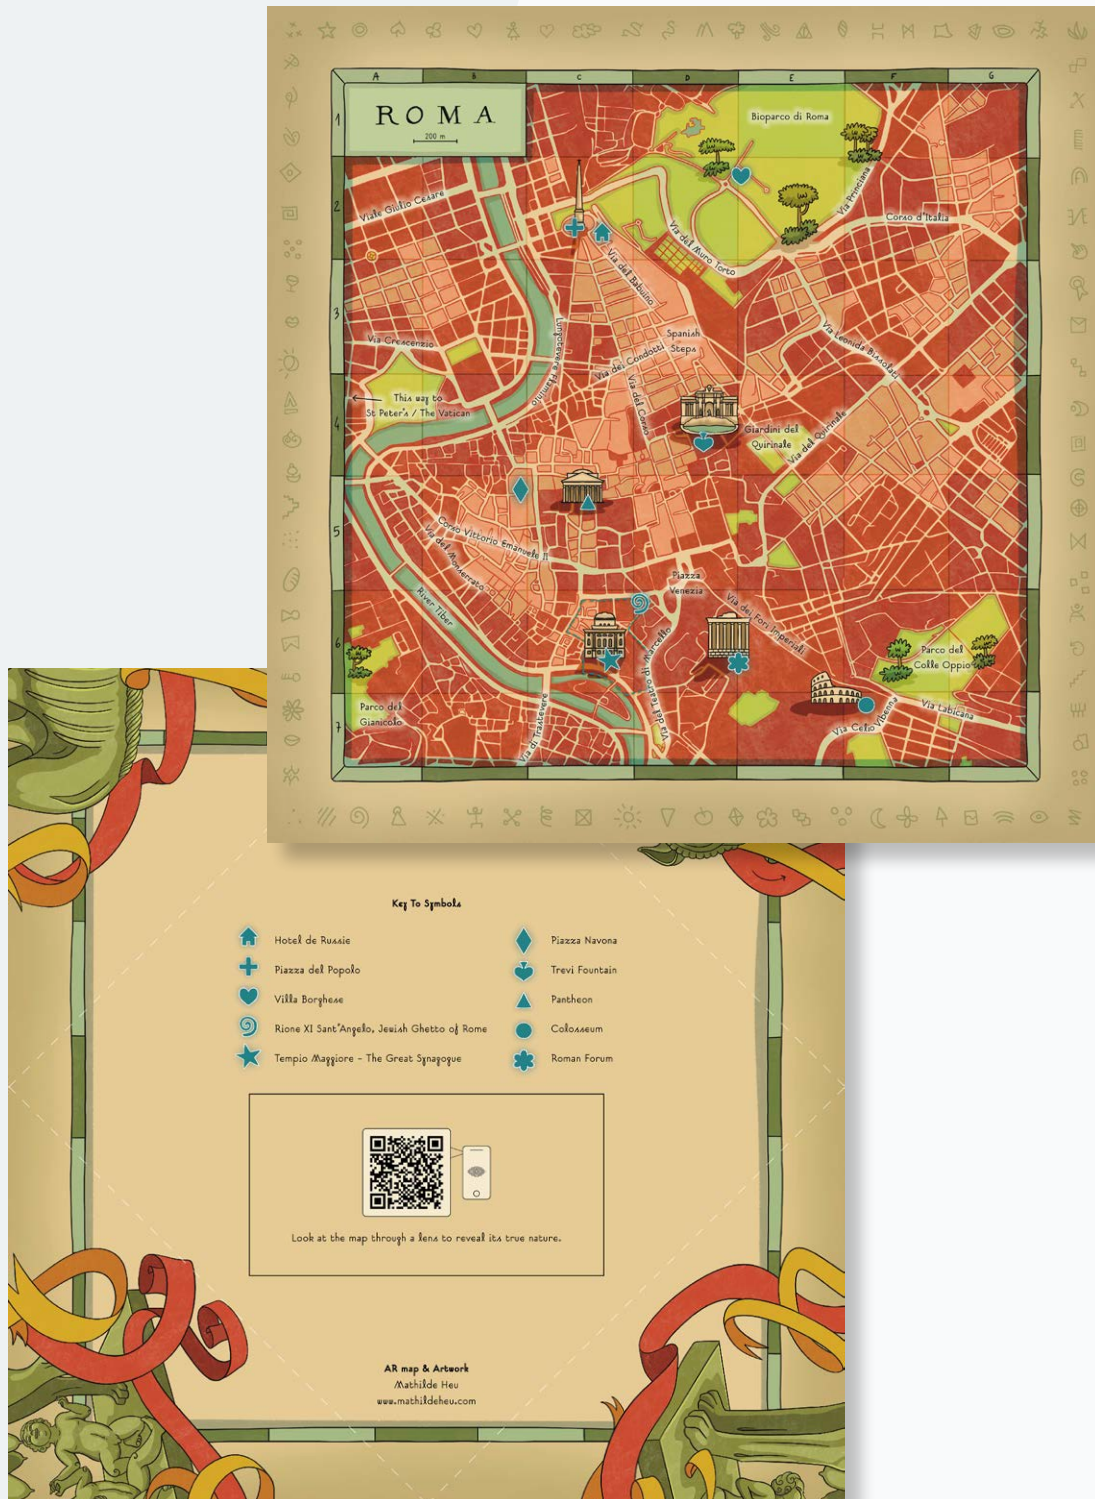 A B C D E F G
1
2
3
4
5
6
7
ROMA
200 m
Bioparco di Roma
Viale Giulio Cesare
Via Princiana
Corso d'Italia
Via del Muro Torto
Via del Babuino
Lungotevere Flaminio
Via Crescenzio
Spanish
Steps
Via dei Condotti
Via Leonida Bissolati
This way to
St Peter's / The Vatican
Via del Corso
Giardini del
Quirinale
Via del Quirinale
Corso Vittorio Emanuele II
Via del Monserrato
River Tiber
Piazza
Venezia
Via dei Fori Imperiali
Via del Teatro di Marcello
Parco del
Colle Oppio
Parco del
Gianicolo
Via di Trastevere
Via Celio Vibenna
Via Labicana
Key To Symbols
Hotel de Russie
Piazza del Popolo
Villa Borghese
Rione XI Sant'Angelo, Jewish Ghetto of Rome
Tempio Maggiore - The Great Synagogue
Piazza Navona
Trevi Fountain
Pantheon
Colosseum
Roman Forum
Look at the map through a lens to reveal its true nature.
AR map & Artwork
Mathilde Heu
www.mathildeheu.com